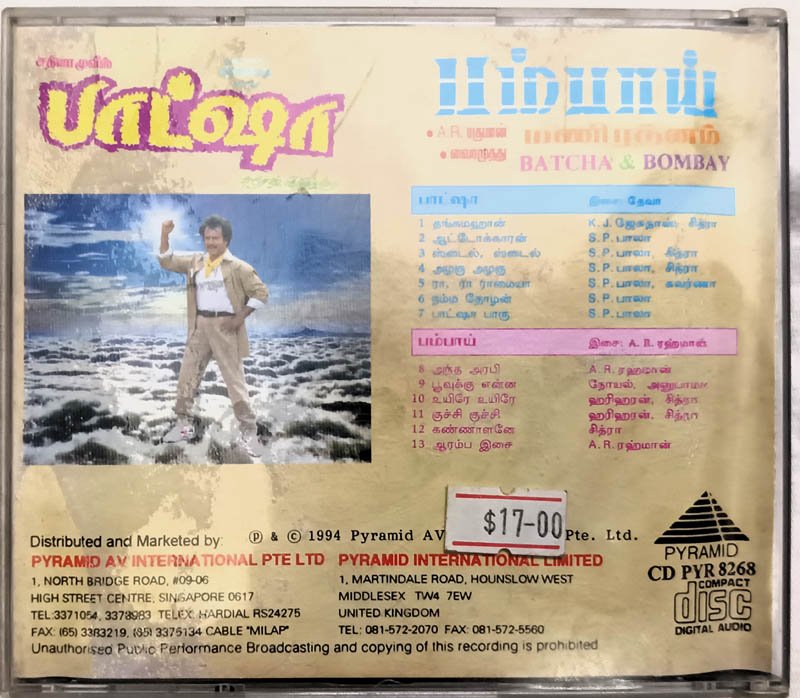 சத்யா மூவிஸ்
பாட்ஷா
பம்பாய்
• A.R. ரகுமான்
• வைரமுத்து
மணிரத்னம்
BATCHA & BOMBAY
பாட்ஷா இசை: தேவா
1 தங்கமஹான் K.J. ஜேசுதாஸ், சித்ரா
2 ஆட்டோக்காரன் S.P. பாலா
3 ஸ்டைல், ஸ்டைல் S.P. பாலா, சித்ரா
4 அழகு அழகு S.P. பாலா, சித்ரா
5 ரா, ரா ராமையா S.P. பாலா, சுவர்ணா
6 நம்ம தோழன் S.P. பாலா
7 பாட்ஷா பாரு S.P. பாலா
பம்பாய் இசை: A.R. ரஹ்மான்
8 அந்த அரபி A.R. ரஹமான்
9 பூவுக்கு என்ன நோயல், அனுபாமா
10 உயிரே உயிரே ஹரிஹரன், சித்ரா
11 குச்சி குச்சி ஹரிஹரன், சித்ரா
12 கண்ணாளனே சித்ரா
13 ஆரம்ப இசை A.R. ரஹ்மான்
$17-00
Distributed and Marketed by: ℗ & © 1994 Pyramid AV Pte. Ltd.
PYRAMID AV INTERNATIONAL PTE LTD
1, NORTH BRIDGE ROAD, #09-06
HIGH STREET CENTRE, SINGAPORE 0617
TEL:3371054, 3378983 TELEX: HARDIAL RS24275
FAX: (65) 3383219, (65) 3375134 CABLE "MILAP"
PYRAMID INTERNATIONAL LIMITED
1, MARTINDALE ROAD, HOUNSLOW WEST
MIDDLESEX TW4 7EW
UNITED KINGDOM
TEL: 081-572-2070 FAX: 081-572-5560
Unauthorised Public Performance Broadcasting and copying of this recording is prohibited
PYRAMID
CD PYR 8268
COMPACT
disc
DIGITAL AUDIO